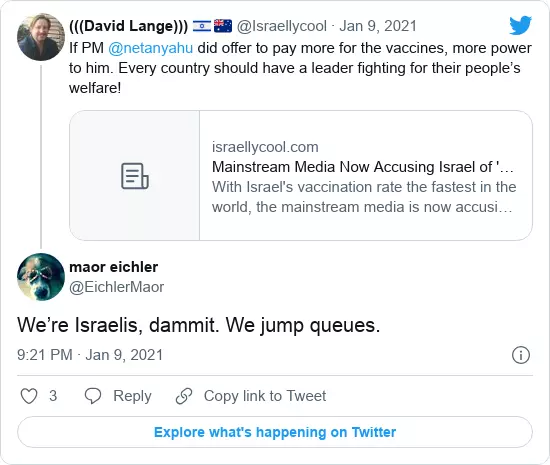 (((David Lange))) 🇮🇱 🇦🇺 @Israellycool · Jan 9, 2021
If PM @netanyahu did offer to pay more for the vaccines, more power
to him. Every country should have a leader fighting for their people’s
welfare!
israellycool.com
Mainstream Media Now Accusing Israel of '...
With Israel's vaccination rate the fastest in the
world, the mainstream media is now accusi...
maor eichler
@EichlerMaor
We’re Israelis, dammit. We jump queues.
9:21 PM · Jan 9, 2021
3 Reply Copy link to Tweet
Explore what's happening on Twitter